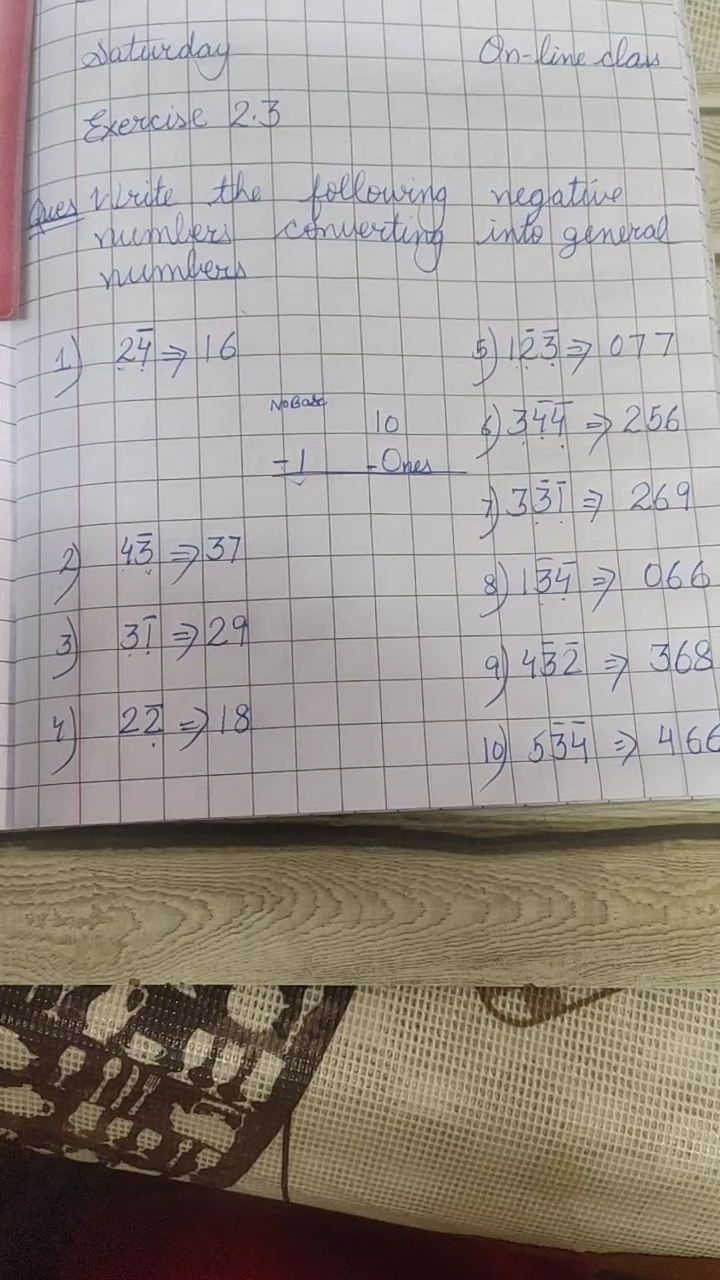 Saturday On-line class
Exercise 2.3
Ques Write the following negative
numbers converting into general
numbers
1) 24̅ ⇒ 16
No Base 10
-1 - Ones
2) 43̅ ⇒ 37
3) 31̅ ⇒ 29
4) 22̅ ⇒ 18
5) 12̅3̅ ⇒ 077
6) 34̅4̅ ⇒ 256
7) 33̅1̅ ⇒ 269
8) 13̅4̅ ⇒ 066
9) 43̅2̅ ⇒ 368
10) 53̅4̅ ⇒ 466